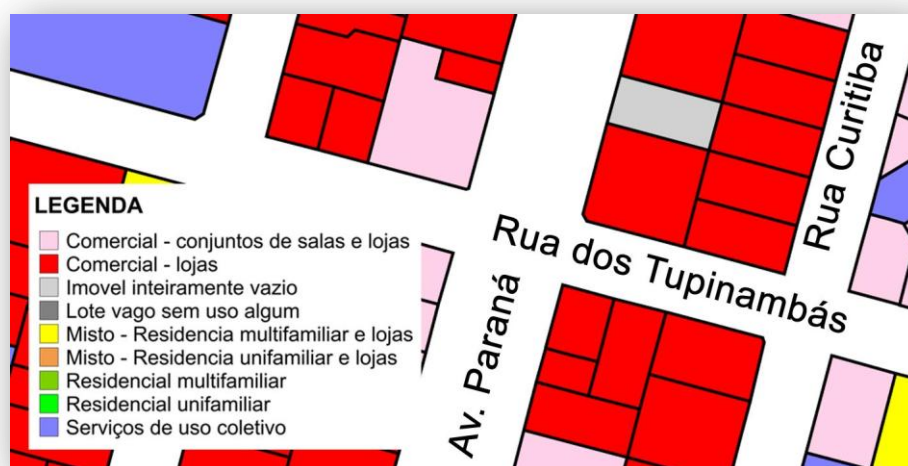 Rua Curitiba
Rua dos Tupinambás
Av. Paraná
LEGENDA
Comercial - conjuntos de salas e lojas
Comercial - lojas
Imovel inteiramente vazio
Lote vago sem uso algum
Misto - Residencia multifamiliar e lojas
Misto - Residencia unifamiliar e lojas
Residencial multifamiliar
Residencial unifamiliar
Serviços de uso coletivo